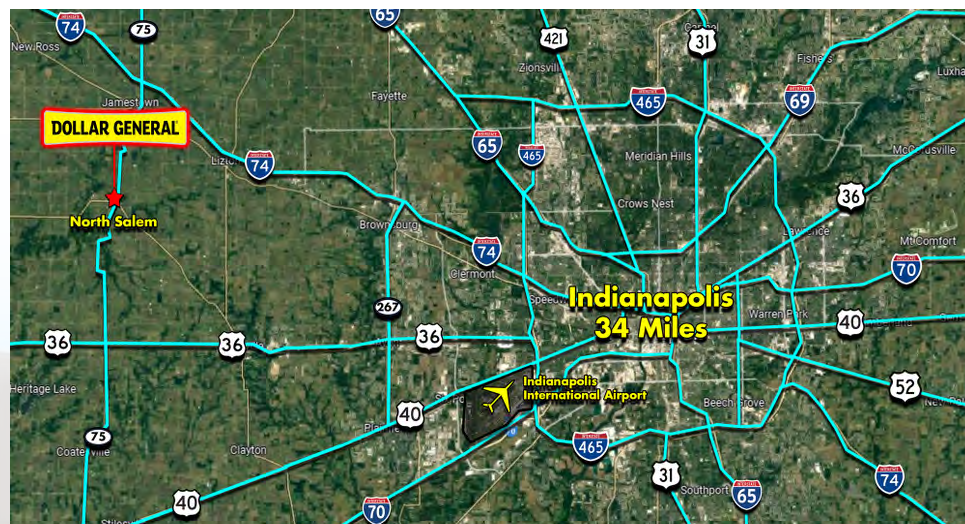 65
74
75
421
31
New Ross
Zionsville
Fishers
Jamestown
Fayette
465
69
DOLLAR GENERAL
65
465
Lizton
74
Meridian Hills
McCordsville
36
North Salem
Crows Nest
Brownsburg
Lawrence
Mt Comfort
74
Clermont
70
267
Indianapolis
34 Miles
Warren Park
40
36
36
36
Heritage Lake
Indianapolis
International Airport
52
40
Beech Grove
75
Coatesville
Clayton
465
31
74
Southport
65
40
70